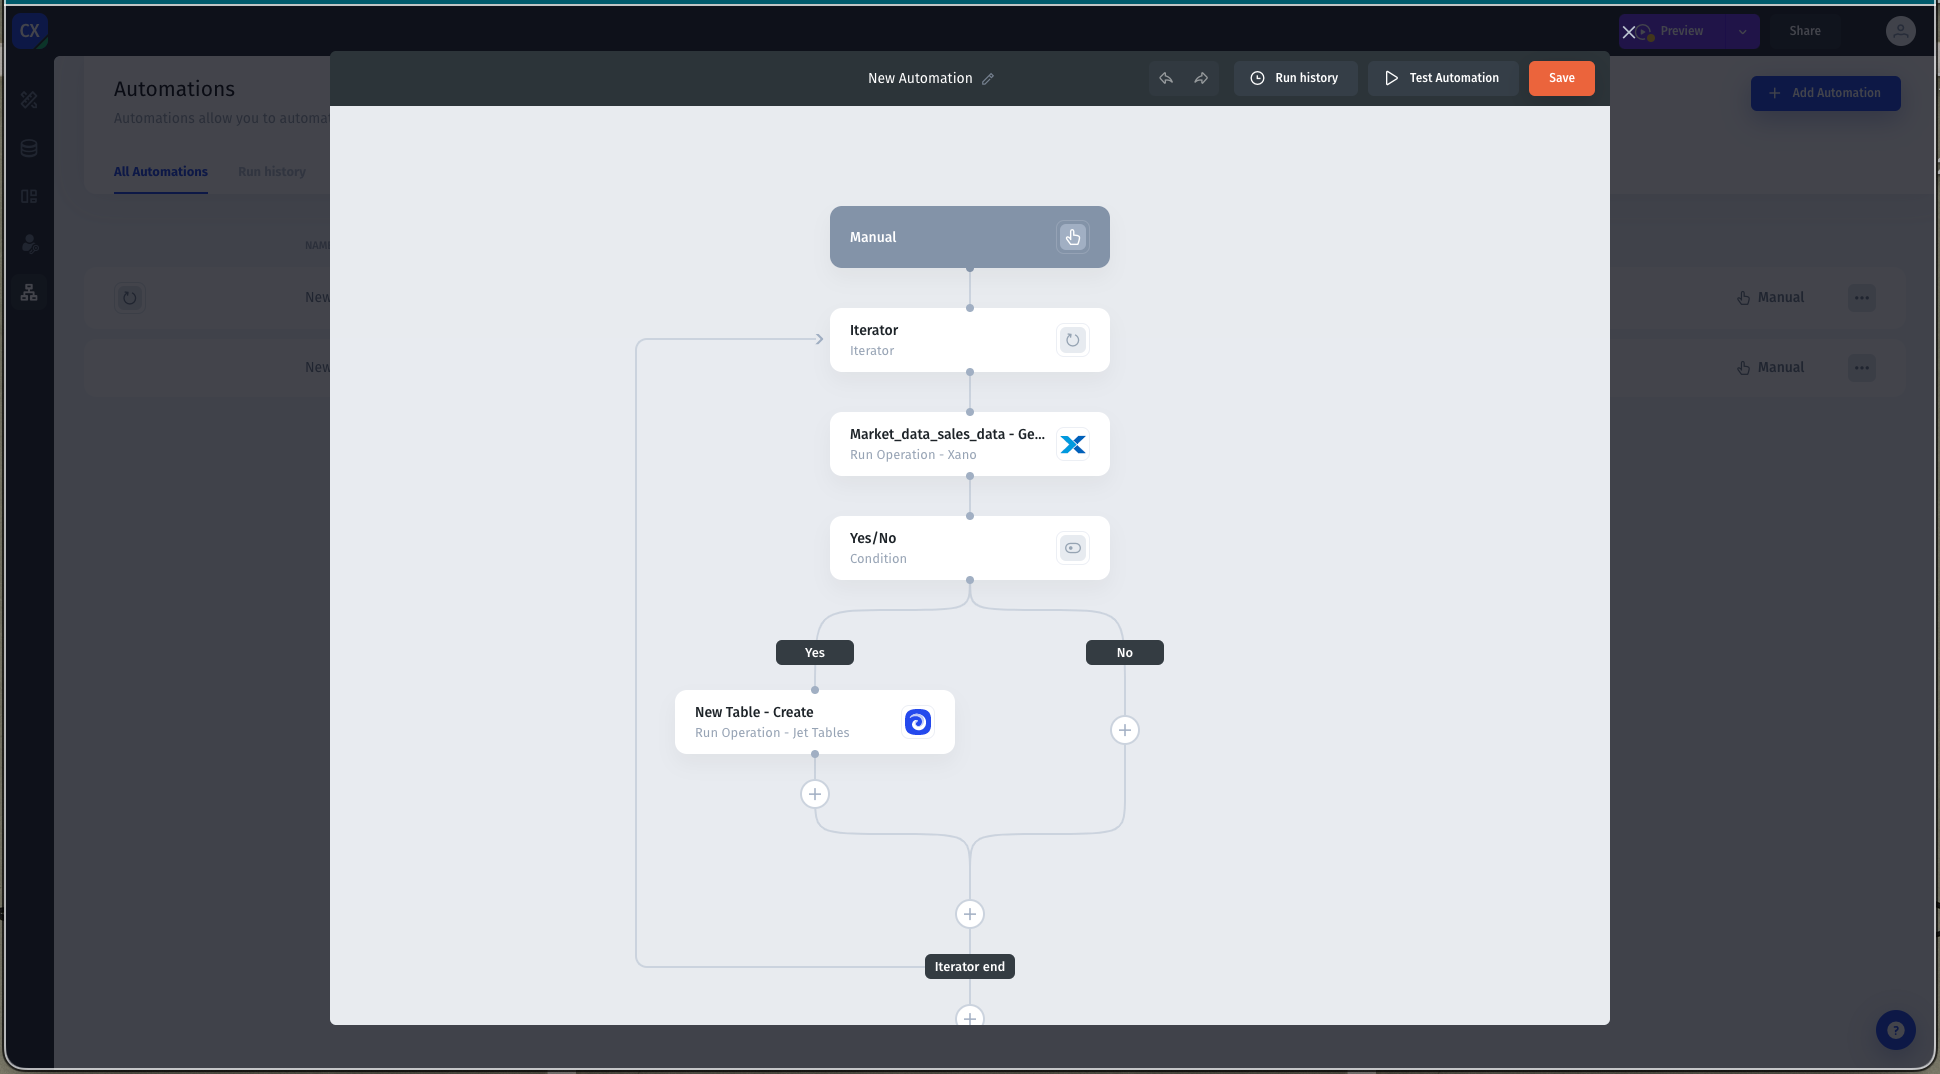 CX
Preview
Share
New Automation
Run history
Test Automation
Save
Automations
Automations allow you to automa
Add Automation
All Automations
Run history
NAME
Manual
New
Manual
New
Manual
Iterator
Iterator
Market_data_sales_data - Ge...
Run Operation - Xano
Yes/No
Condition
Yes
No
New Table - Create
Run Operation - Jet Tables
Iterator end
?